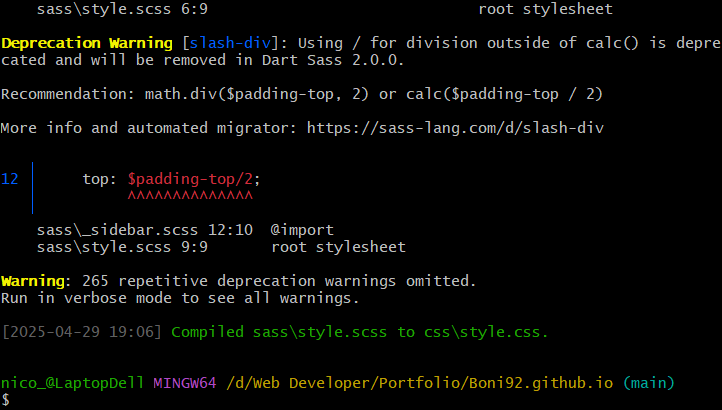 sass\style.scss 6:9 root stylesheet
Deprecation Warning [slash-div]: Using / for division outside of calc() is depre
cated and will be removed in Dart Sass 2.0.0.
Recommendation: math.div($padding-top, 2) or calc($padding-top / 2)
More info and automated migrator: https://sass-lang.com/d/slash-div
12 │ top: $padding-top/2;
^^^^^^^^^^^^^^
sass\_sidebar.scss 12:10 @import
sass\style.scss 9:9 root stylesheet
Warning: 265 repetitive deprecation warnings omitted.
Run in verbose mode to see all warnings.
[2025-04-29 19:06] Compiled sass\style.scss to css\style.css.
nico_@LaptopDell MINGW64 /d/Web Developer/Portfolio/Boni92.github.io (main)
$